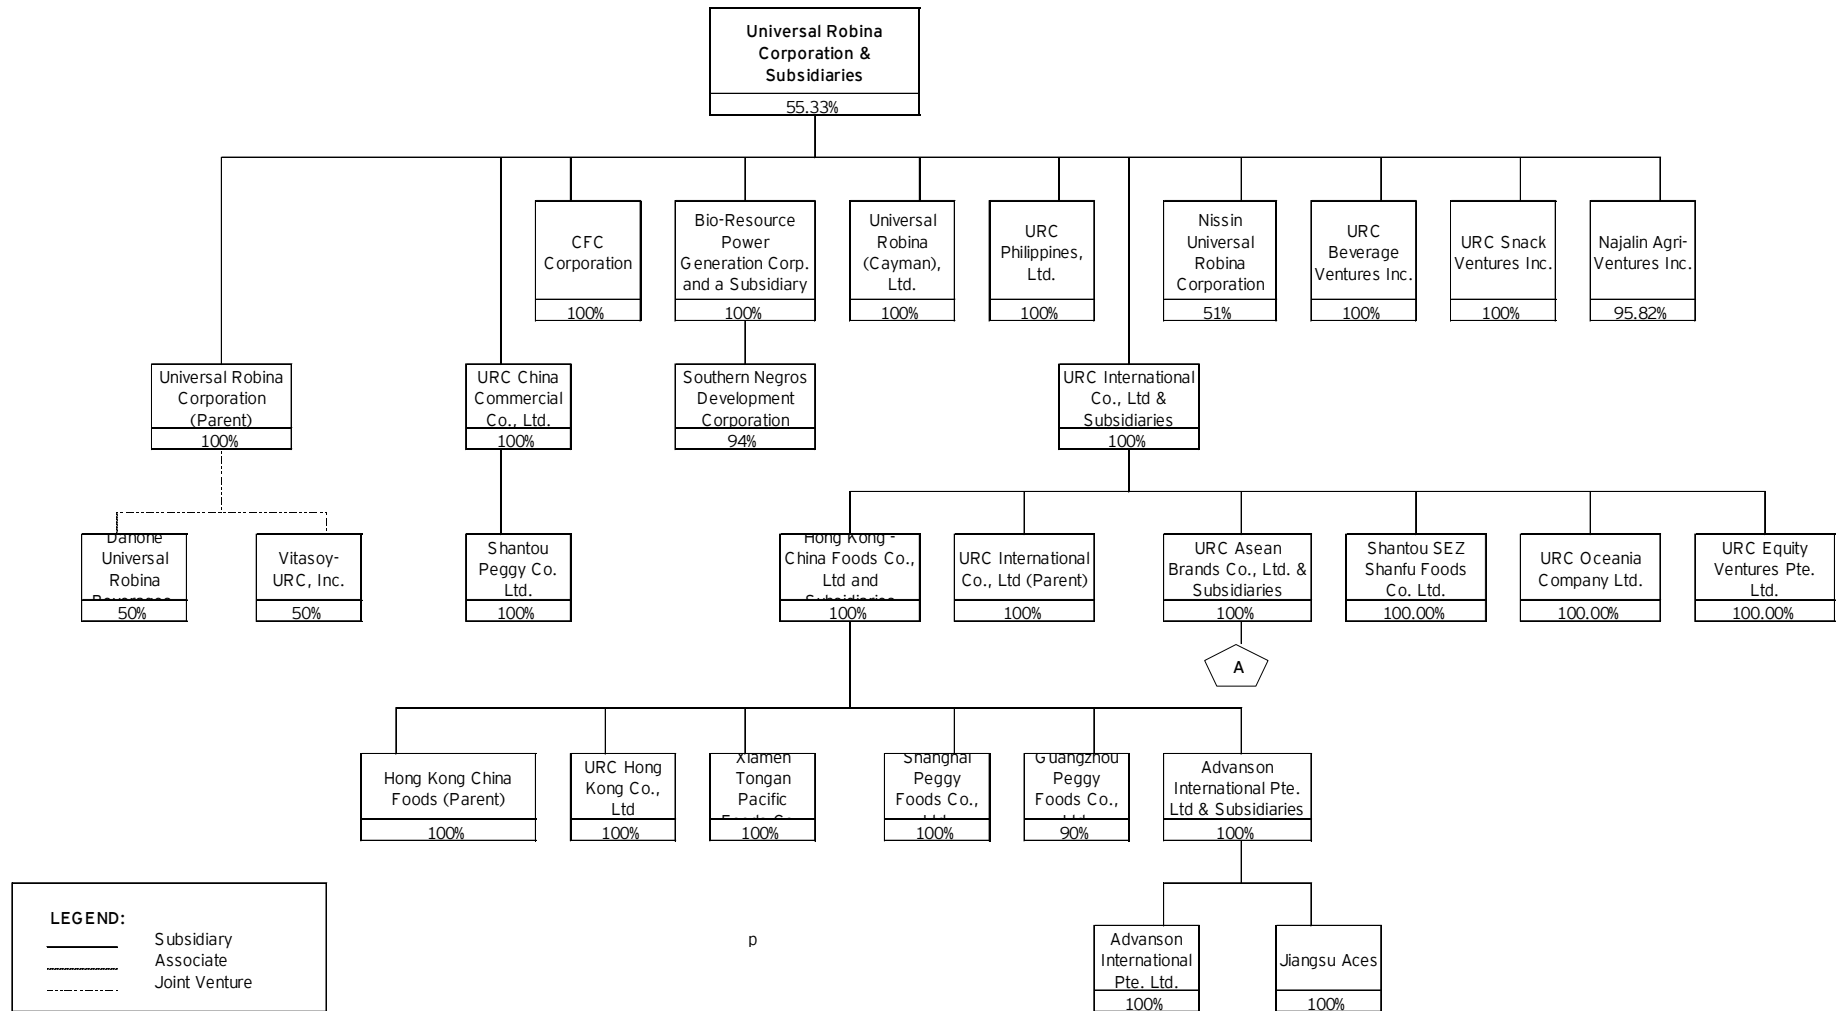 Universal Robina
Corporation &
Subsidiaries
55.33%
CFC
Corporation
100%
Bio-Resource
Power
Generation Corp.
and a Subsidiary
100%
Universal
Robina
(Cayman),
Ltd.
100%
URC
Philippines,
Ltd.
100%
Nissin
Universal
Robina
Corporation
51%
URC
Beverage
Ventures Inc.
100%
URC Snack
Ventures Inc.
100%
Najalin Agri-
Ventures Inc.
95.82%
Universal Robina
Corporation
(Parent)
100%
URC China
Commercial
Co., Ltd.
100%
Southern Negros
Development
Corporation
94%
URC International
Co., Ltd &
Subsidiaries
100%
Danone
Universal
Robina
Beverages
50%
Vitasoy-
URC, Inc.
50%
Shantou
Peggy Co.
Ltd.
100%
Hong Kong -
China Foods Co.,
Ltd and
Subsidiaries
100%
URC International
Co., Ltd (Parent)
100%
URC Asean
Brands Co., Ltd. &
Subsidiaries
100%
Shantou SEZ
Shanfu Foods
Co. Ltd.
100.00%
URC Oceania
Company Ltd.
100.00%
URC Equity
Ventures Pte.
Ltd.
100.00%
A
Hong Kong China
Foods (Parent)
100%
URC Hong
Kong Co.,
Ltd
100%
Xiamen
Tongan
Pacific
100%
Shanghai
Peggy
Foods Co.,
100%
Guangzhou
Peggy
Foods Co.,
90%
Advanson
International Pte.
Ltd & Subsidiaries
100%
Advanson
International
Pte. Ltd.
100%
Jiangsu Aces
100%
LEGEND:
Subsidiary
Associate
Joint Venture
p